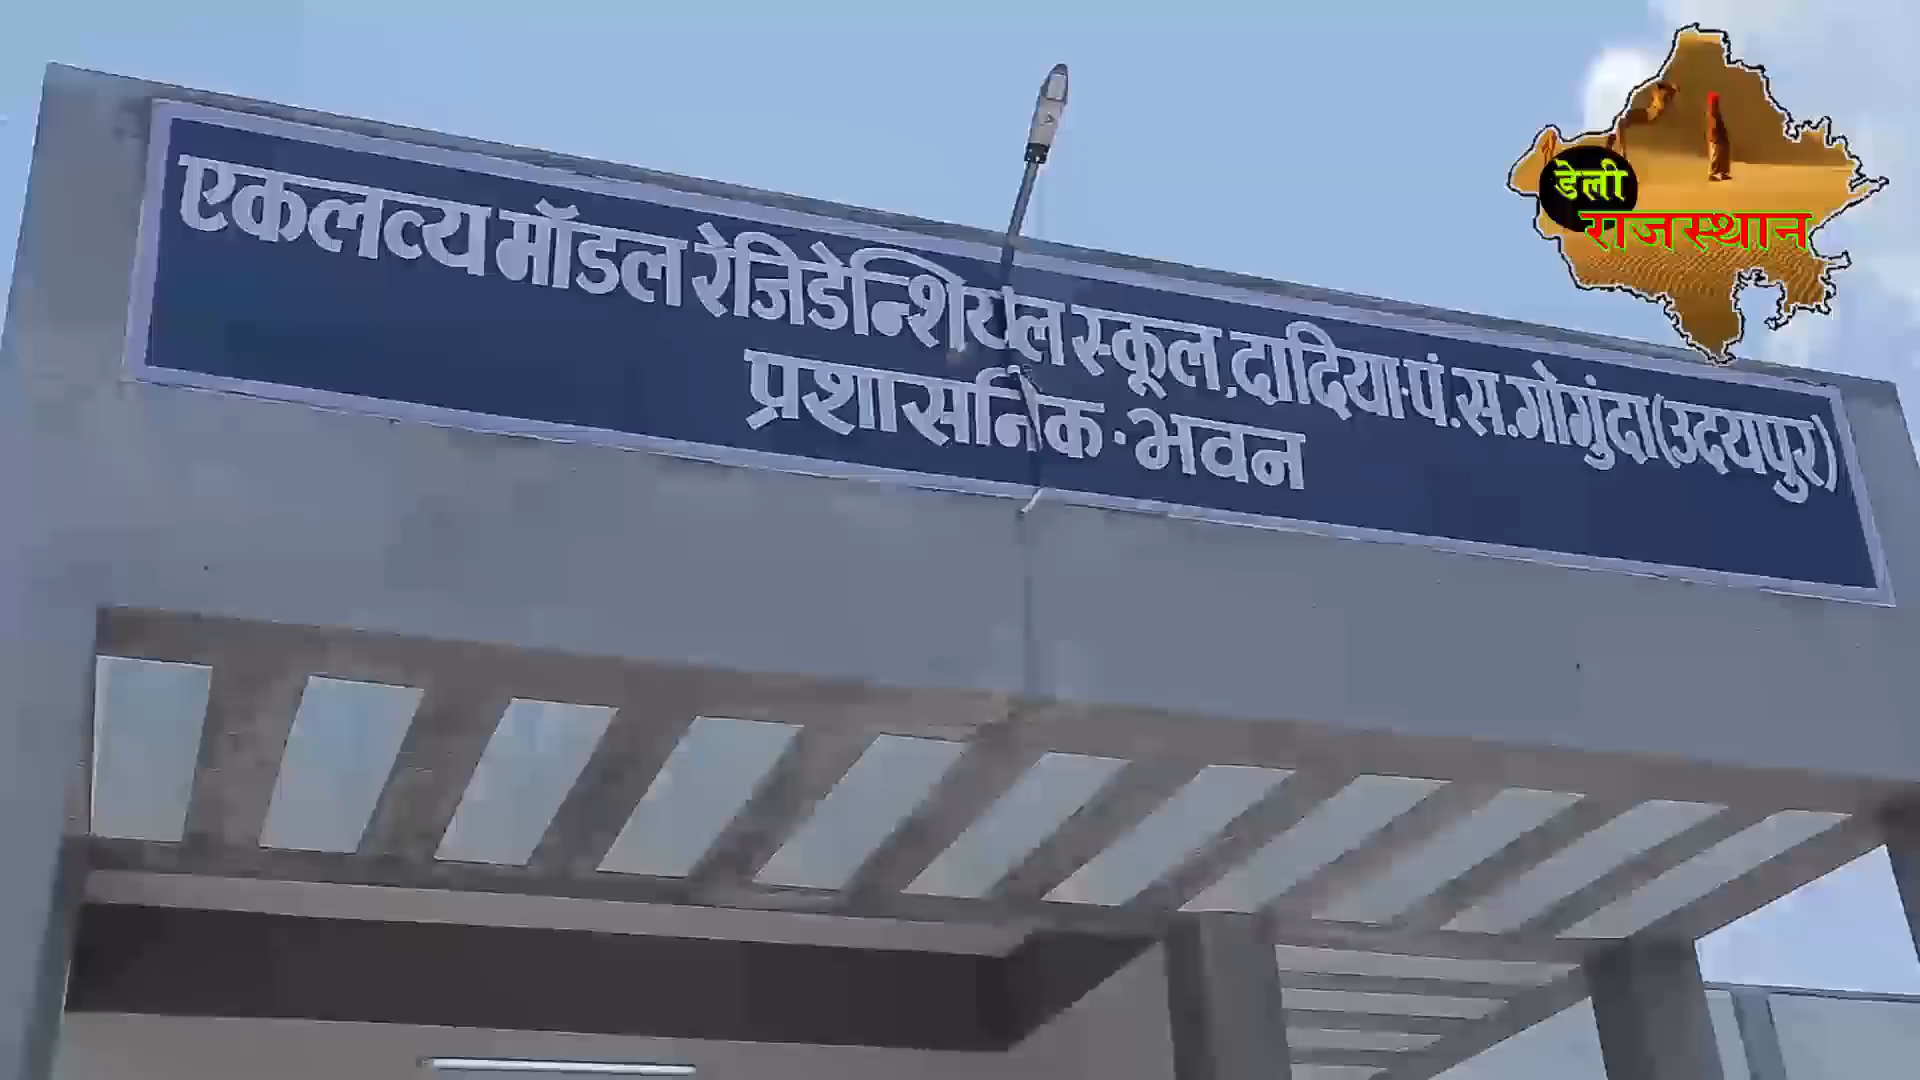 एकलव्य मॉडल रेजिडेन्शियल स्कूल,दादिया-पं.स.गोगुंदा(उदयपुर)
प्रशासनिक-भवन
डेली
राजस्थान